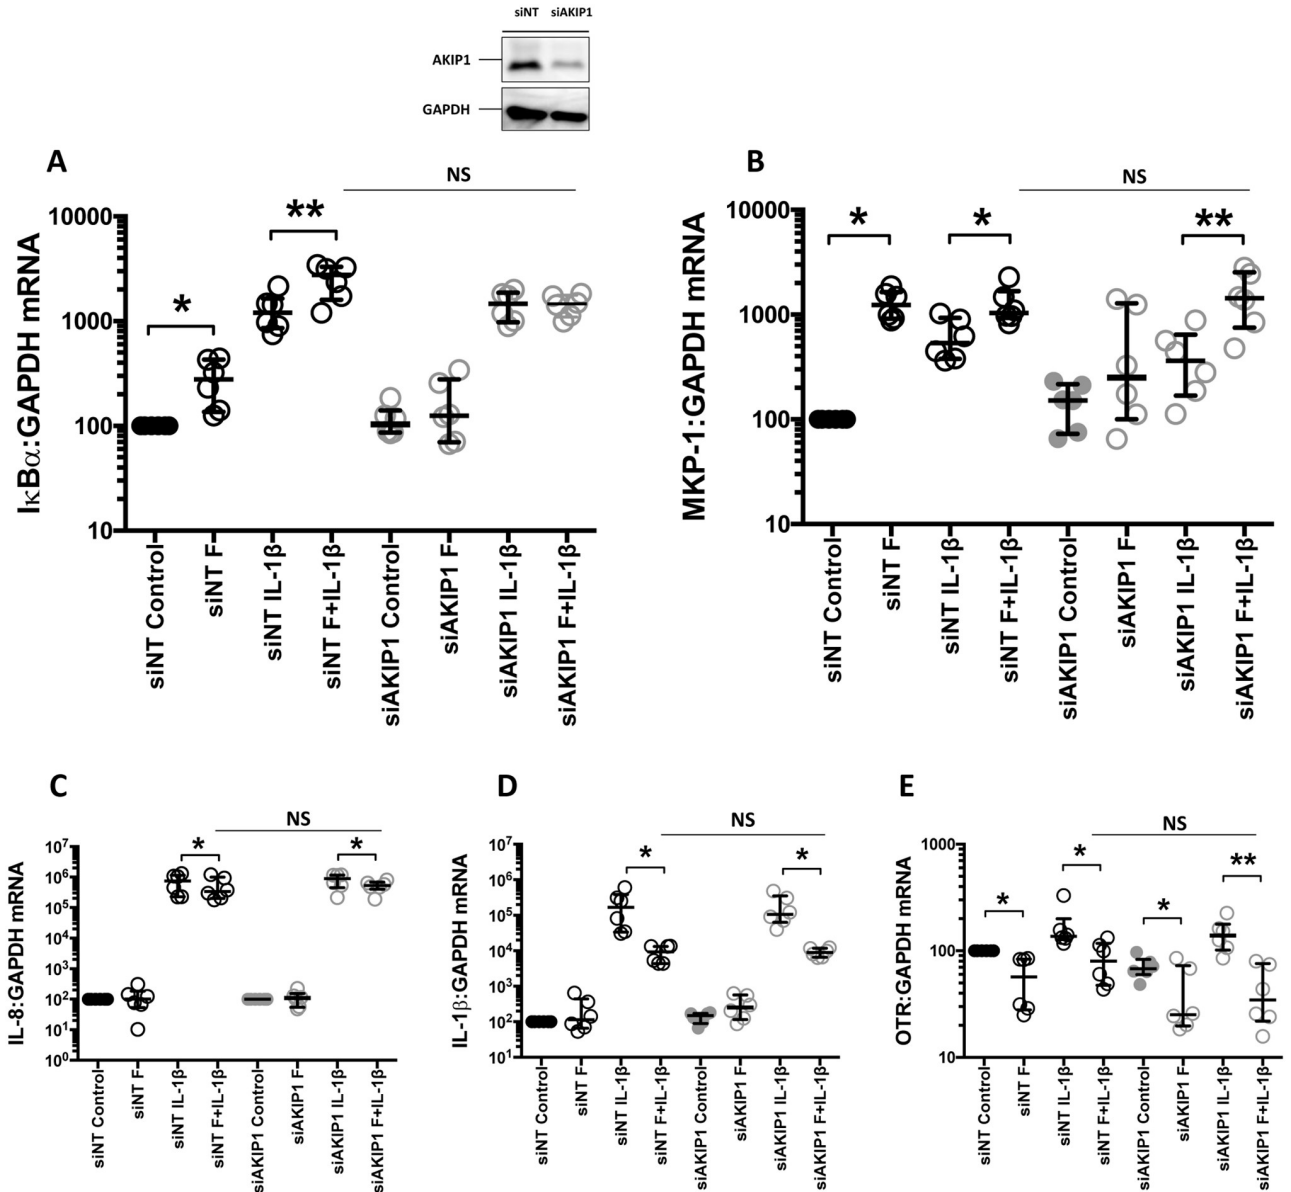 siNT siAKIP1
AKIP1
GAPDH
A
NS
IκBα:GAPDH mRNA
10000
1000
100
10
*
**
siNT Control
siNT F
siNT IL-1β
siNT F+IL-1β
siAKIP1 Control
siAKIP1 F
siAKIP1 IL-1β
siAKIP1 F+IL-1β
B
NS
MKP-1:GAPDH mRNA
10000
1000
100
10
*
*
**
siNT Control
siNT F
siNT IL-1β
siNT F+IL-1β
siAKIP1 Control
siAKIP1 F
siAKIP1 IL-1β
siAKIP1 F+IL-1β
C
NS
IL-8:GAPDH mRNA
10⁷
10⁶
10⁵
10⁴
10³
10²
10¹
10⁰
*
*
siNT Control
siNT F
siNT IL-1β
siNT F+IL-1β
siAKIP1 Control
siAKIP1 F
siAKIP1 IL-1β
siAKIP1 F+IL-1β
D
NS
IL-1β:GAPDH mRNA
10⁷
10⁶
10⁵
10⁴
10³
10²
10¹
*
*
siNT Control
siNT F
siNT IL-1β
siNT F+IL-1β
siAKIP1 Control
siAKIP1 F
siAKIP1 IL-1β
siAKIP1 F+IL-1β
E
NS
OTR:GAPDH mRNA
1000
100
10
*
*
*
**
siNT Control
siNT F
siNT IL-1β
siNT F+IL-1β
siAKIP1 Control
siAKIP1 F
siAKIP1 IL-1β
siAKIP1 F+IL-1β